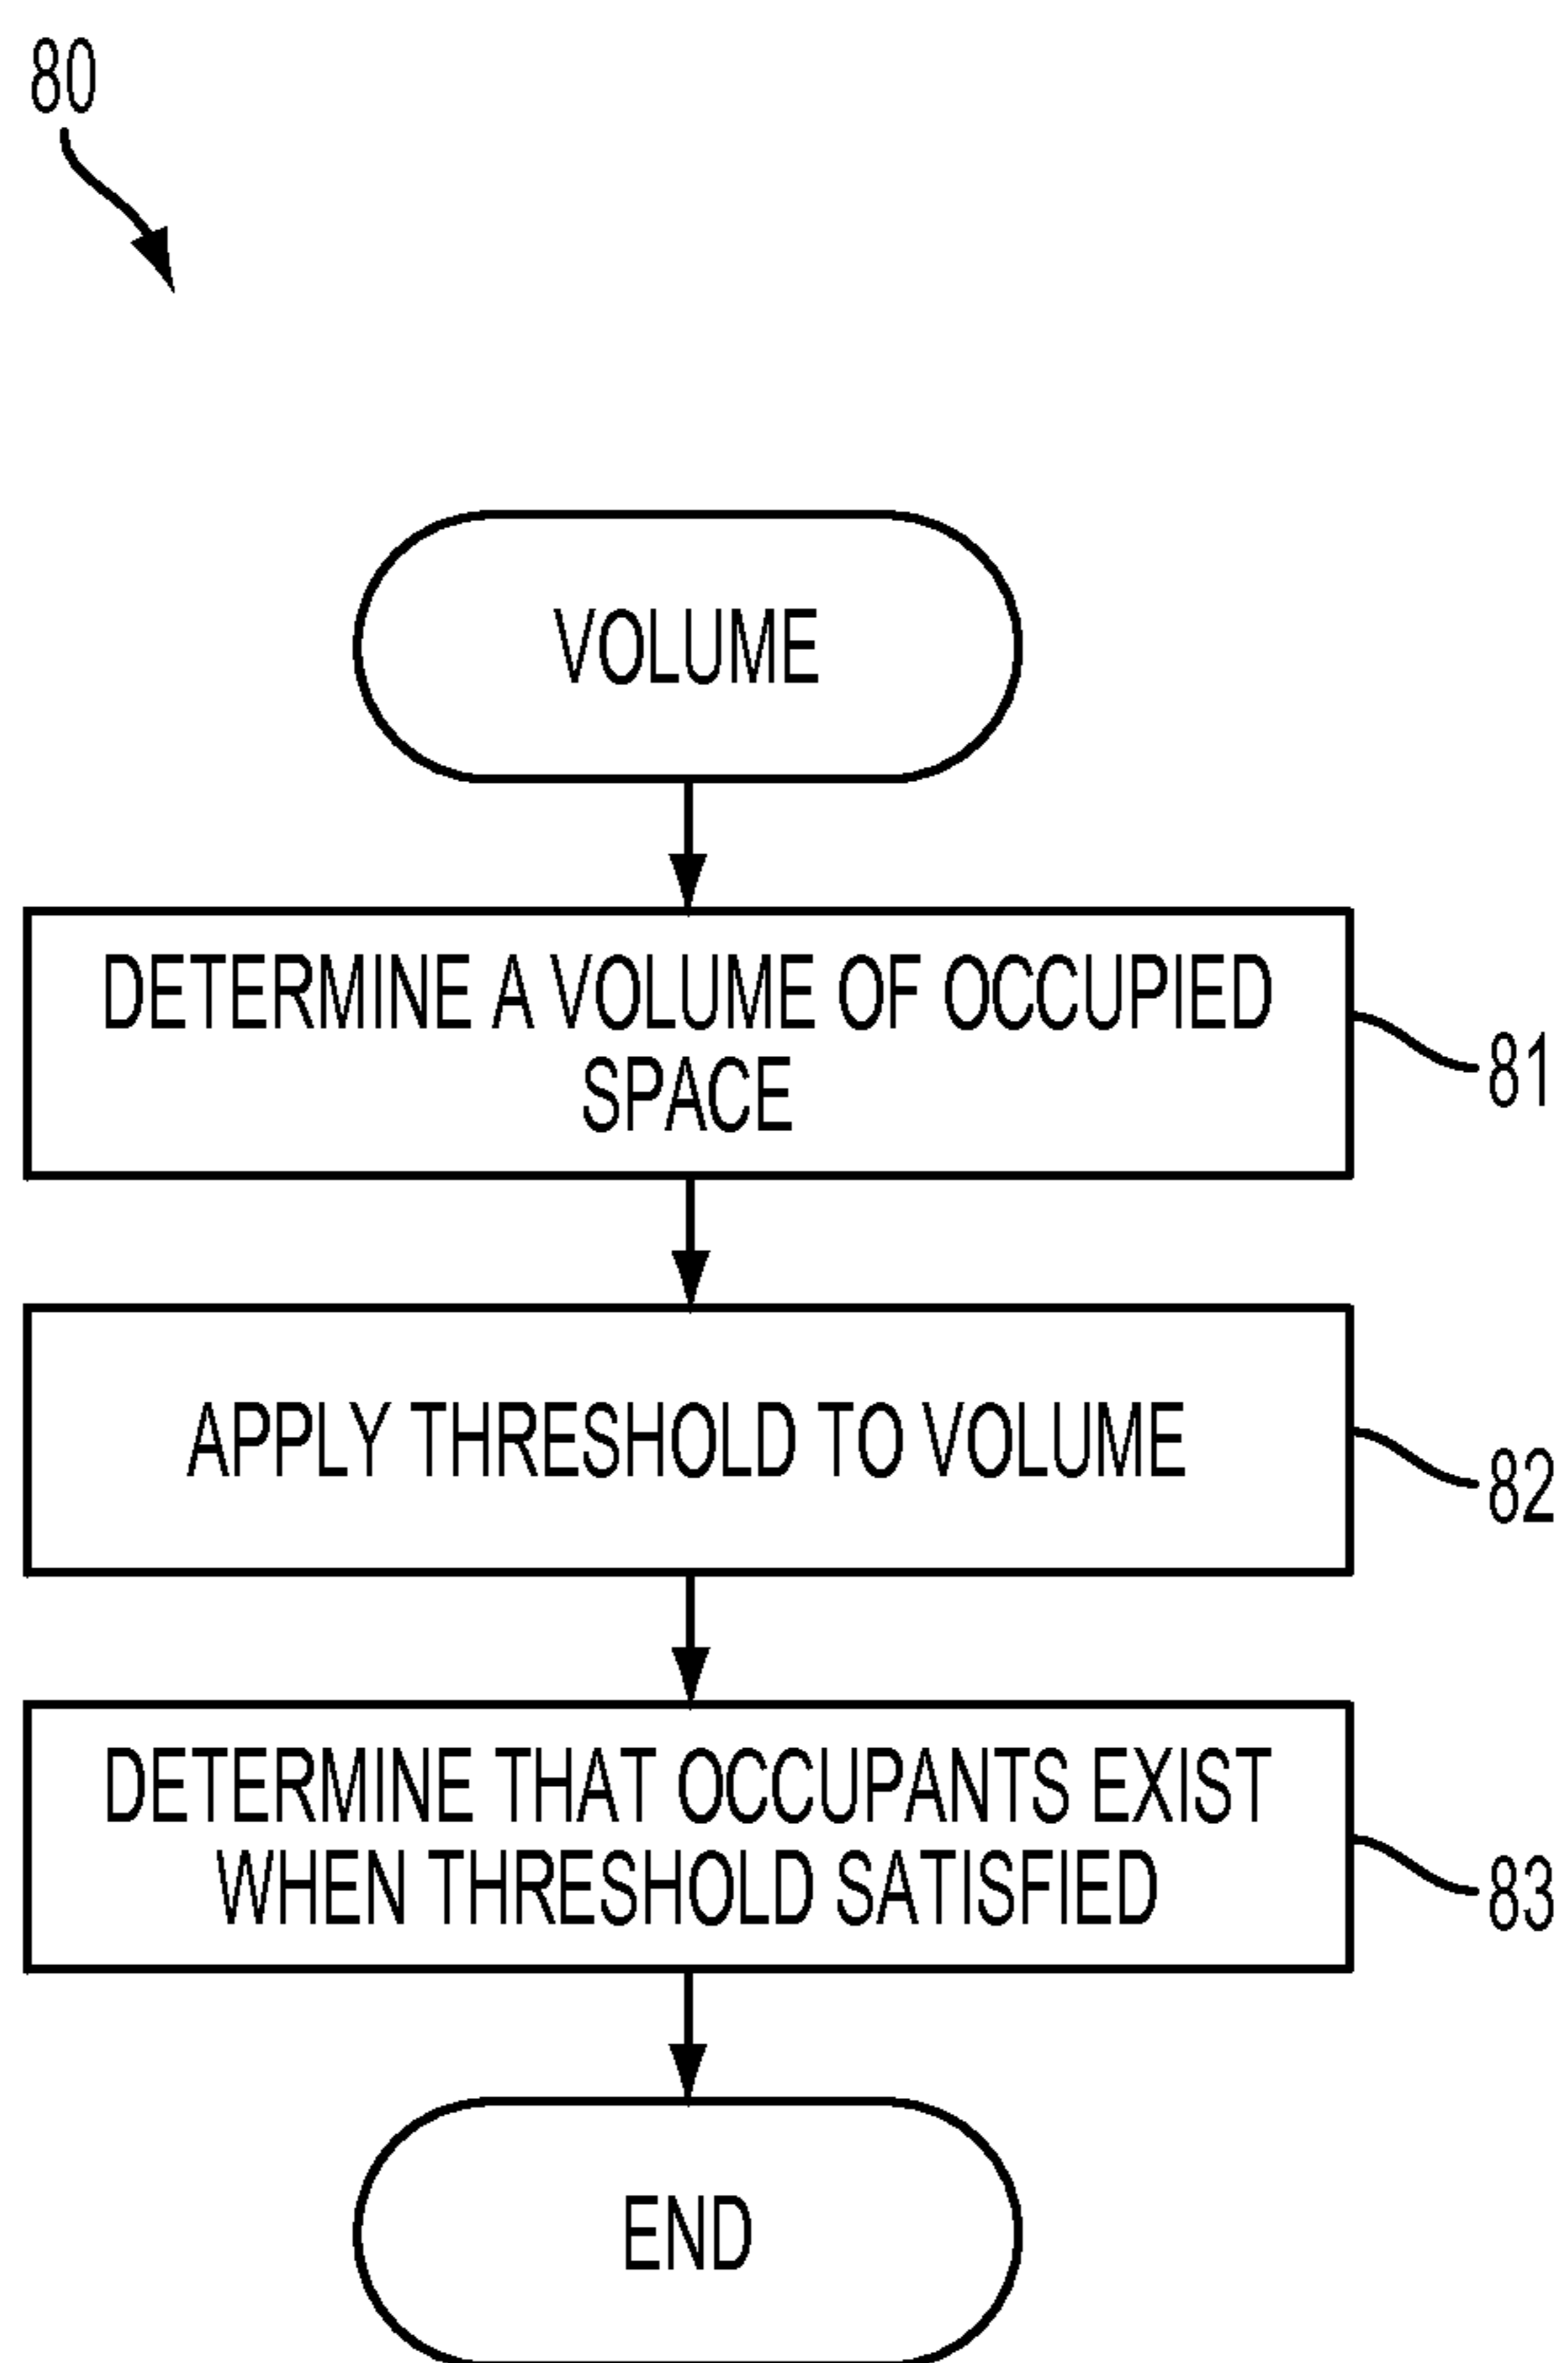 80
VOLUME
DETERMINE A VOLUME OF OCCUPIED
SPACE
81
APPLY THRESHOLD TO VOLUME
82
DETERMINE THAT OCCUPANTS EXIST
WHEN THRESHOLD SATISFIED
83
END